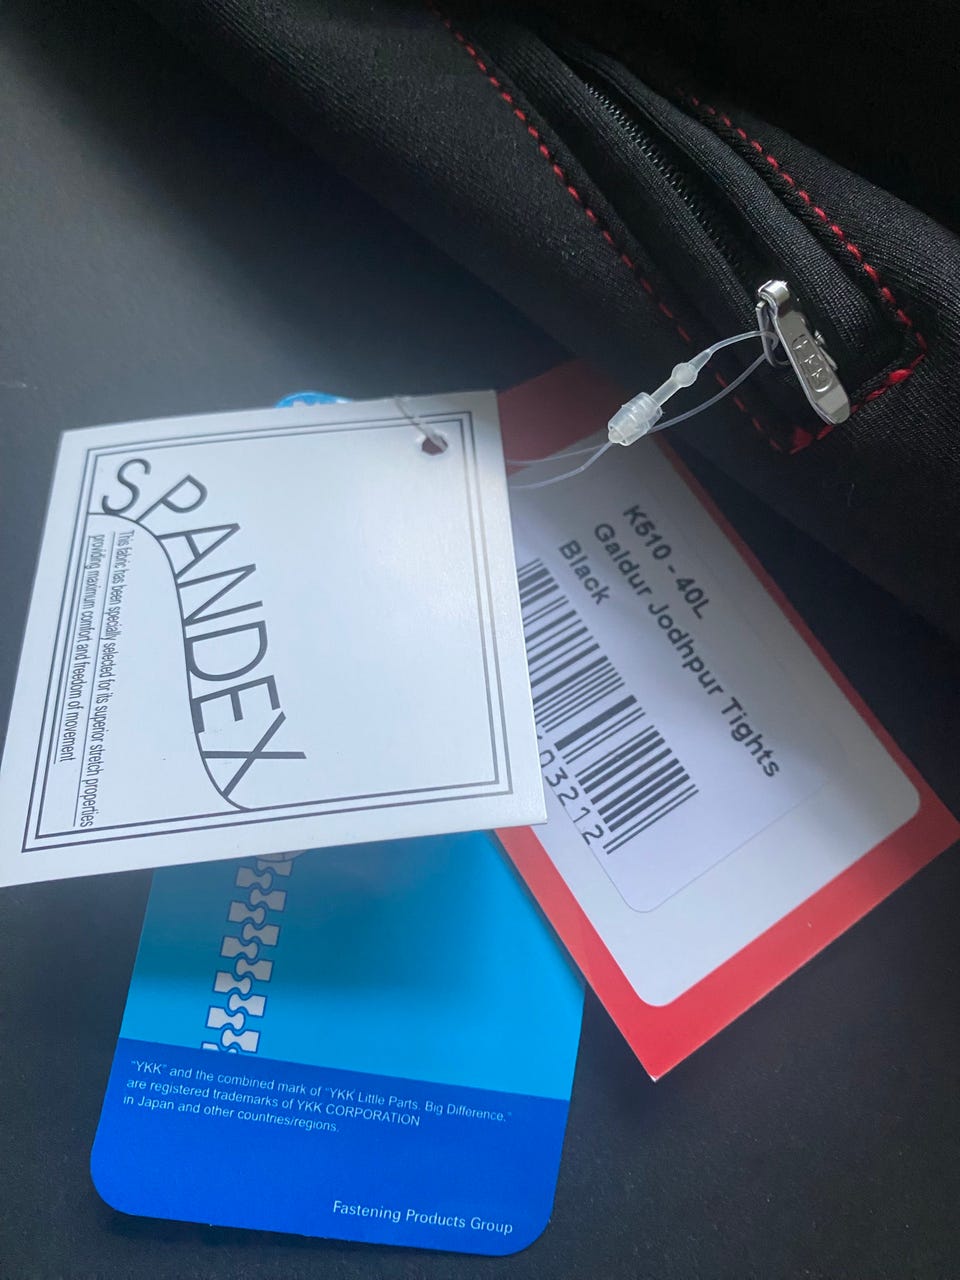 SPANDEX
This fabric has been specially selected for its superior stretch properties
providing maximum comfort and freedom of movement
K510 - 40L
Galdur Jodhpur Tights
Black
03212
"YKK" and the combined mark of "YKK Little Parts. Big Difference."
are registered trademarks of YKK CORPORATION
in Japan and other countries/regions.
Fastening Products Group
YKK